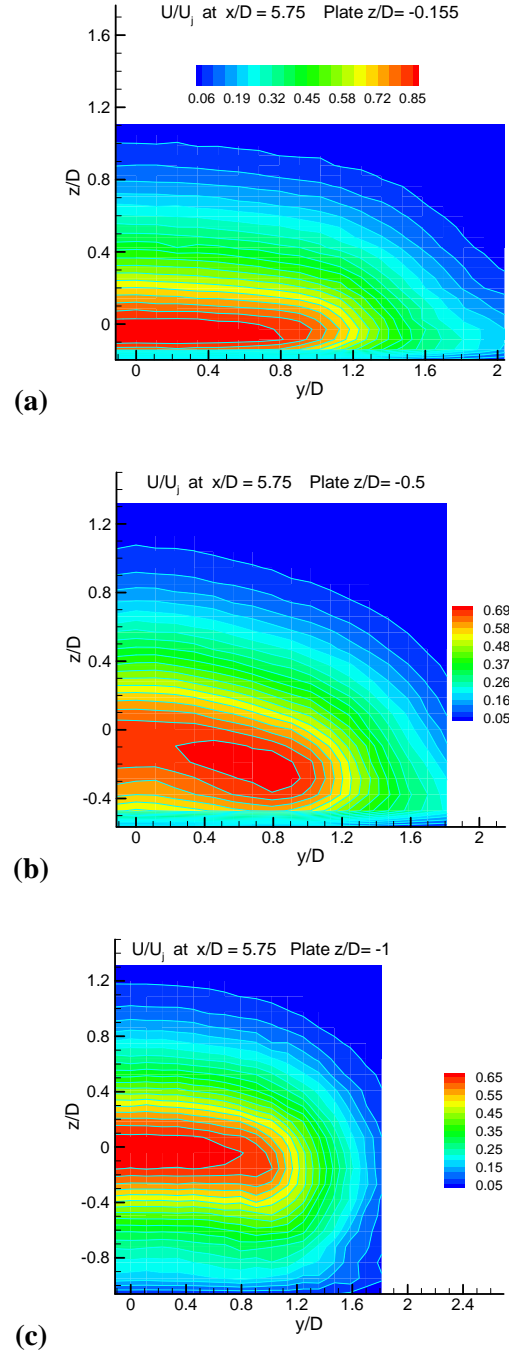 U/Uj at x/D = 5.75 Plate z/D= -0.155
1.6
0.06 0.19 0.32 0.45 0.58 0.72 0.85
1.2
0.8
z/D
0.4
0
0 0.4 0.8 1.2 1.6 2
y/D
(a)
U/Uj at x/D = 5.75 Plate z/D= -0.5
1.2
0.8
0.69
0.58
0.48
0.37
0.26
0.16
0.05
z/D
0.4
0
-0.4
0 0.4 0.8 1.2 1.6 2
y/D
(b)
U/Uj at x/D = 5.75 Plate z/D= -1
1.2
0.8
0.65
0.55
0.45
0.35
0.25
0.15
0.05
0.4
z/D
0
-0.4
-0.8
0 0.4 0.8 1.2 1.6 2 2.4
y/D
(c)